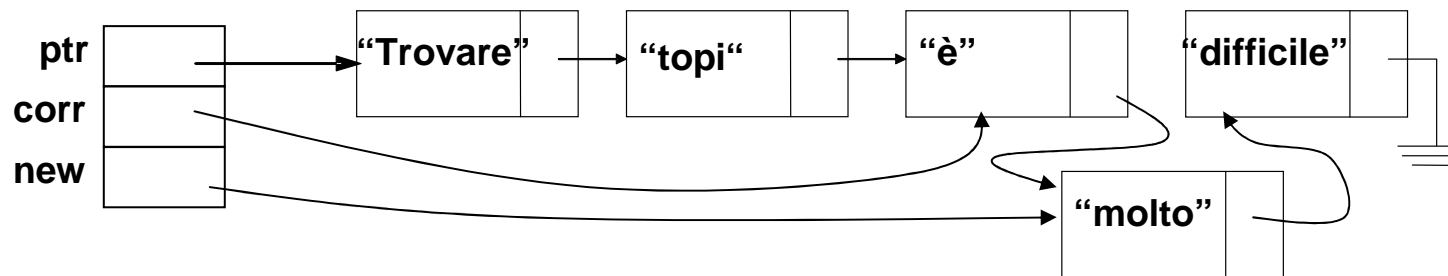 ptr
corr
new
“Trovare”
“topi“
“è”
“difficile”
“molto”